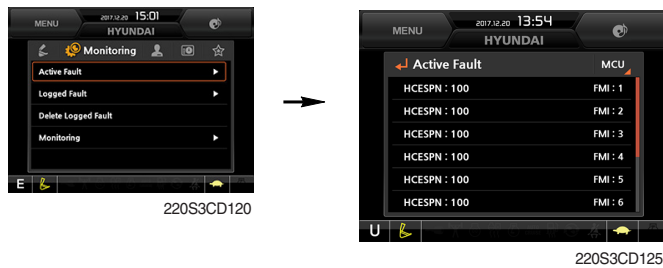 MENU
2017.12.20 15:01
HYUNDAI
Monitoring
Active Fault
Logged Fault
Delete Logged Fault
Monitoring
E
220S3CD120
MENU
2017.12.20 13:54
HYUNDAI
Active Fault MCU
HCESPN : 100 FMI : 1
HCESPN : 100 FMI : 2
HCESPN : 100 FMI : 3
HCESPN : 100 FMI : 4
HCESPN : 100 FMI : 5
HCESPN : 100 FMI : 6
U
220S3CD125